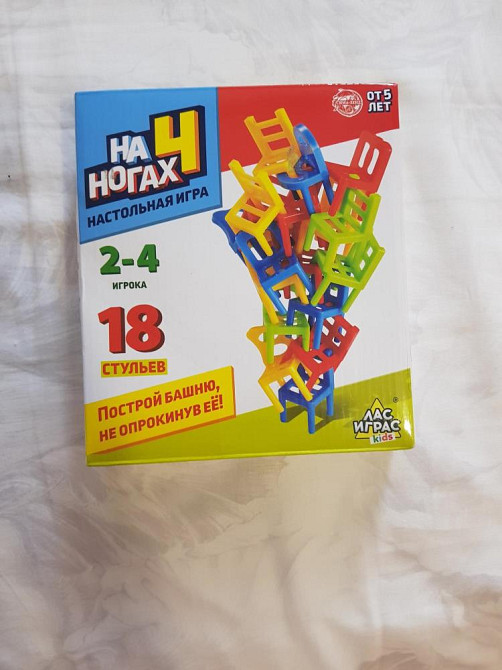 ОТ 5
ЛЕТ
НА 4
НОГАХ
НАСТОЛЬНАЯ ИГРА
2-4
ИГРОКА
18
СТУЛЬЕВ
ПОСТРОЙ БАШНЮ,
НЕ ОПРОКИНУВ ЕЁ!
ЛАС
ИГРАС
kids
®